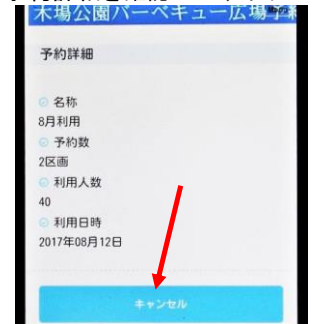 木場公園バーベキュー広場予約
予約詳細
名称
8月利用
予約数
2区画
利用人数
40
利用日時
2017年08月12日
キャンセル